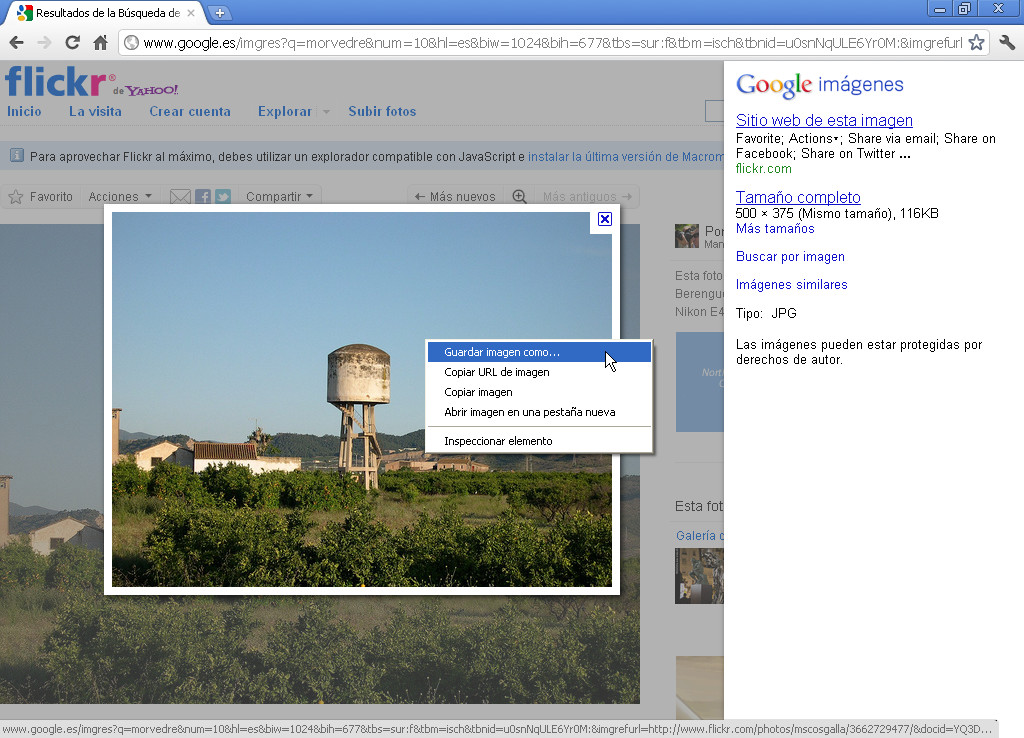 Resultados de la Búsqueda de
www.google.es/imgres?q=morvedre&num=10&hl=es&biw=1024&bih=677&tbs=sur:f&tbm=isch&tbnid=u0snNqULE6Yr0M:&imgrefurl
flickr® de YAHOO!
Inicio La visita Crear cuenta Explorar Subir fotos
Para aprovechar Flickr al máximo, debes utilizar un explorador compatible con JavaScript e instalar la última versión de Macrom
Favorito Acciones Compartir ← Más nuevos Más antiguos →
Por
Man
Esta foto
Berengue
Nikon E4
Guardar imagen como...
Copiar URL de imagen
Copiar imagen
Abrir imagen en una pestaña nueva
Inspeccionar elemento
Esta fot
Galería d
Google imágenes
Sitio web de esta imagen
Favorite; Actions▾; Share via email; Share on
Facebook; Share on Twitter ...
flickr.com
Tamaño completo
500 × 375 (Mismo tamaño), 116KB
Más tamaños
Buscar por imagen
Imágenes similares
Tipo: JPG
Las imágenes pueden estar protegidas por
derechos de autor.
www.google.es/imgres?q=morvedre&num=10&hl=es&biw=1024&bih=677&tbs=sur:f&tbm=isch&tbnid=u0snNqULE6Yr0M:&imgrefurl=http://www.flickr.com/photos/mscosgalla/3662729477/&docid=YQ3D...